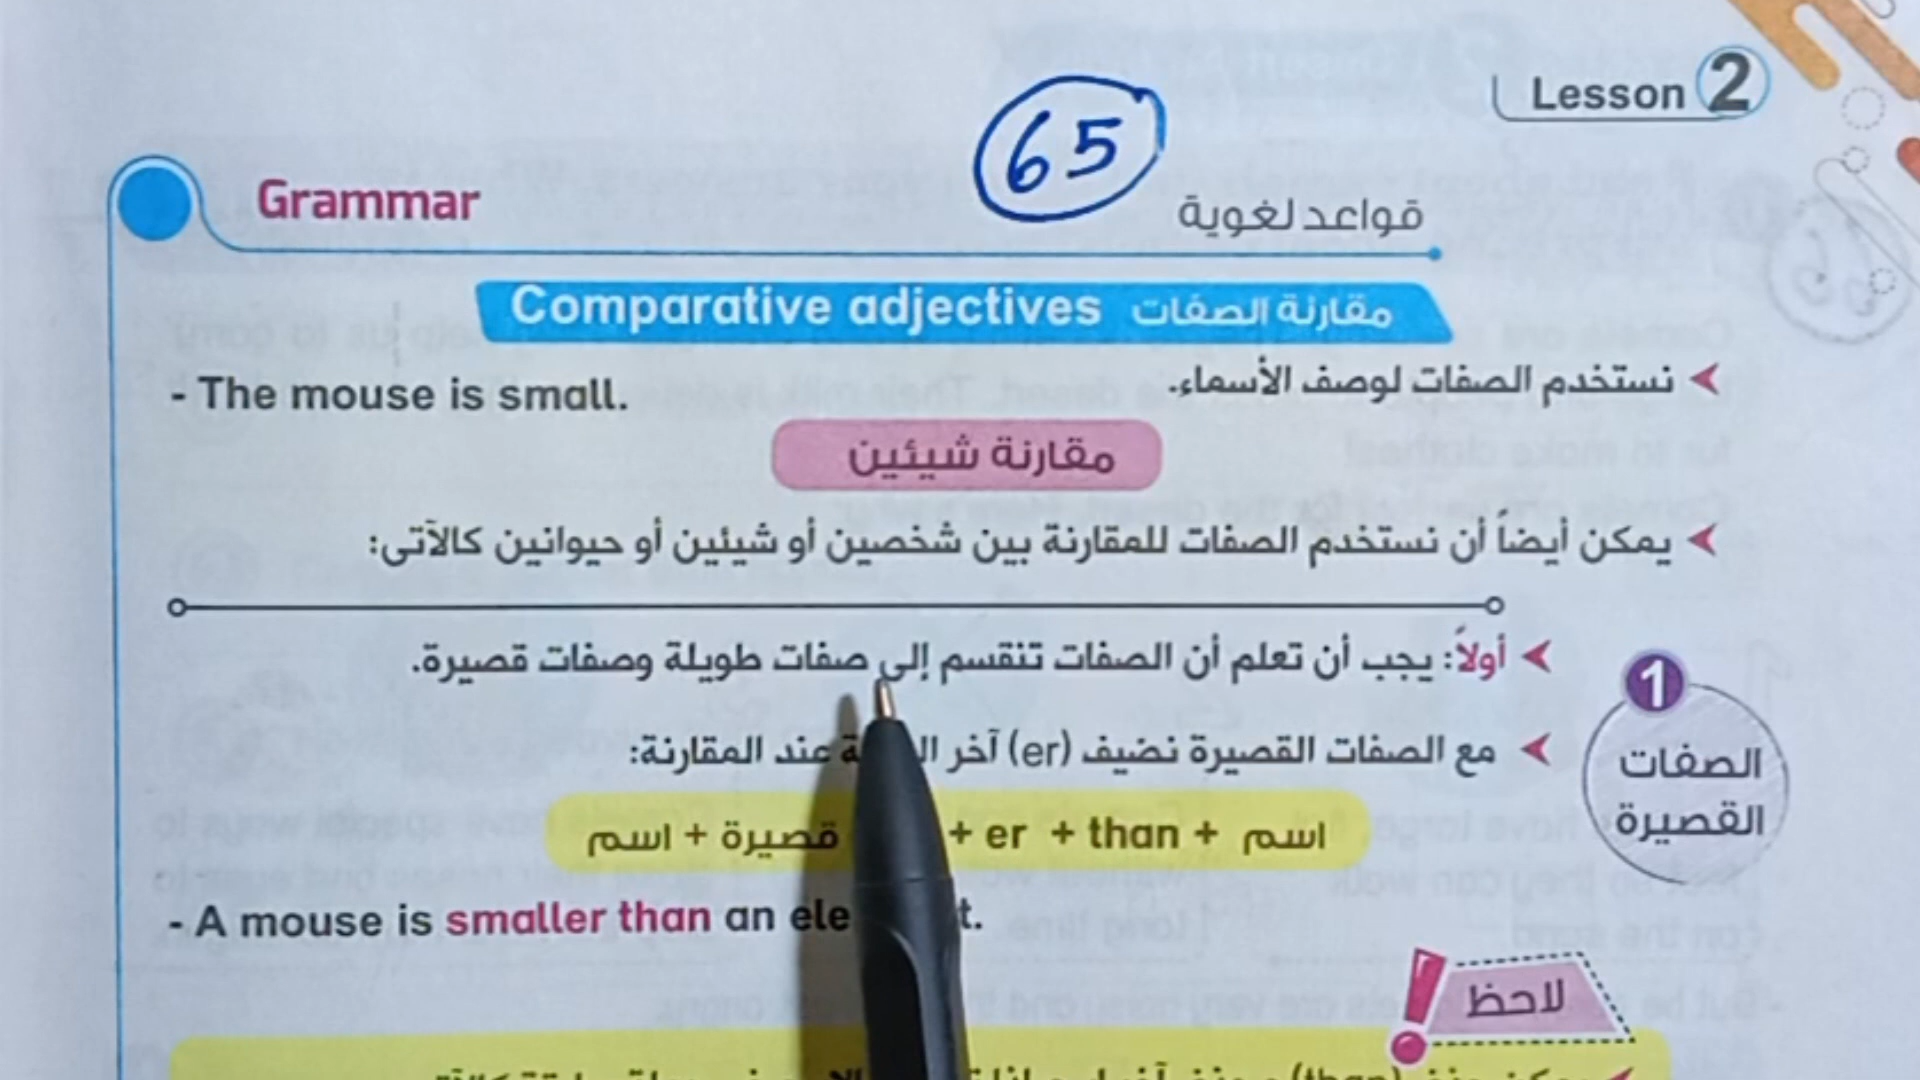 Lesson 2
65
Grammar
قواعد لغوية
Comparative adjectives مقارنة الصفات
نستخدم الصفات لوصف الأسماء.
- The mouse is small.
مقارنة شيئين
يمكن أيضاً أن نستخدم الصفات للمقارنة بين شخصين أو شيئين أو حيوانين كالآتى:
أولاً: يجب أن تعلم أن الصفات تنقسم إلى صفات طويلة وصفات قصيرة.
1
الصفات
القصيرة
مع الصفات القصيرة نضيف (er) آخر عند المقارنة:
اسم + قصيرة + er + than + اسم
- A mouse is smaller than an
لاحظ